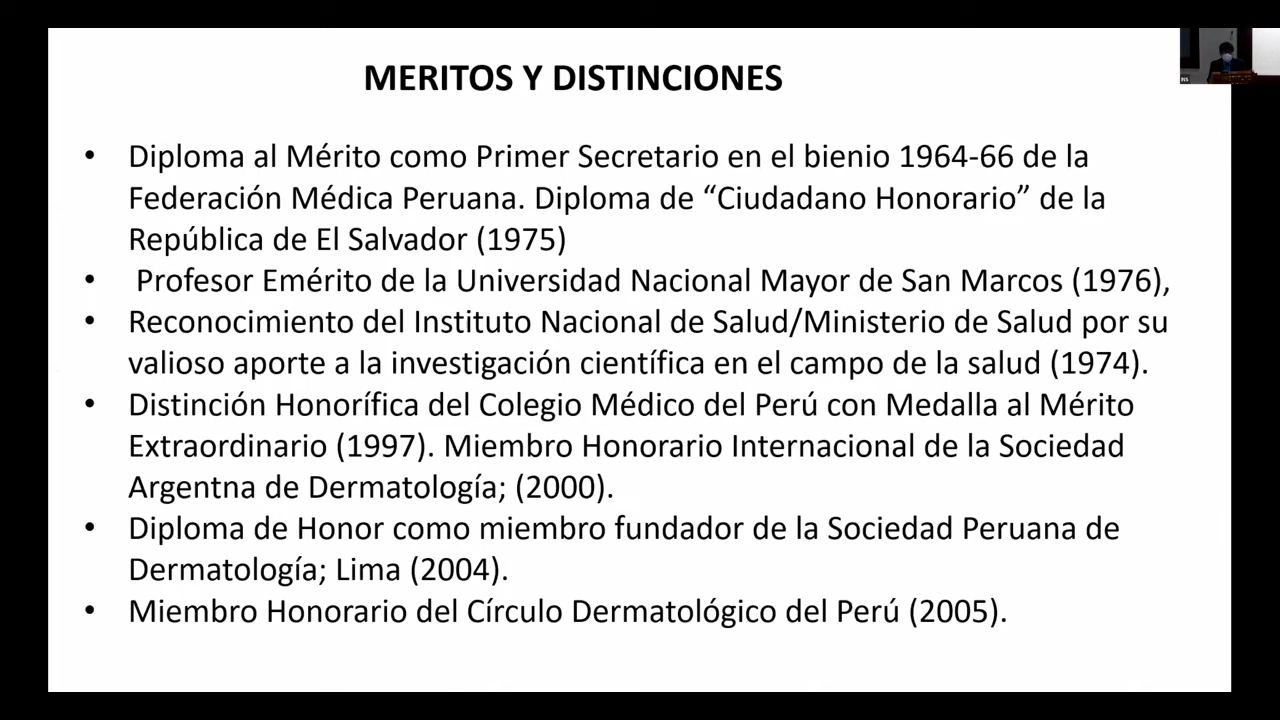 MERITOS Y DISTINCIONES
• Diploma al Mérito como Primer Secretario en el bienio 1964-66 de la
Federación Médica Peruana. Diploma de “Ciudadano Honorario” de la
República de El Salvador (1975)
• Profesor Emérito de la Universidad Nacional Mayor de San Marcos (1976),
• Reconocimiento del Instituto Nacional de Salud/Ministerio de Salud por su
valioso aporte a la investigación científica en el campo de la salud (1974).
• Distinción Honorífica del Colegio Médico del Perú con Medalla al Mérito
Extraordinario (1997). Miembro Honorario Internacional de la Sociedad
Argentna de Dermatología; (2000).
• Diploma de Honor como miembro fundador de la Sociedad Peruana de
Dermatología; Lima (2004).
• Miembro Honorario del Círculo Dermatológico del Perú (2005).
INS